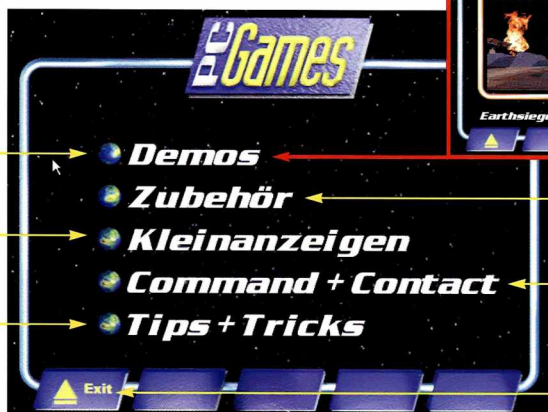 PC Games
Earthsiege
Demos
Zubehör
Kleinanzeigen
Command + Contact
Tips + Tricks
Exit